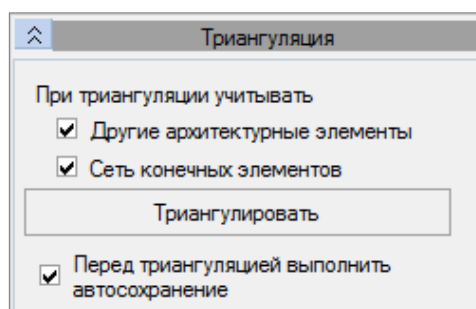 Триангуляция
При триангуляции учитывать
Другие архитектурные элементы
Сеть конечных элементов
Триангулировать
Перед триангуляцией выполнить
автосохранение